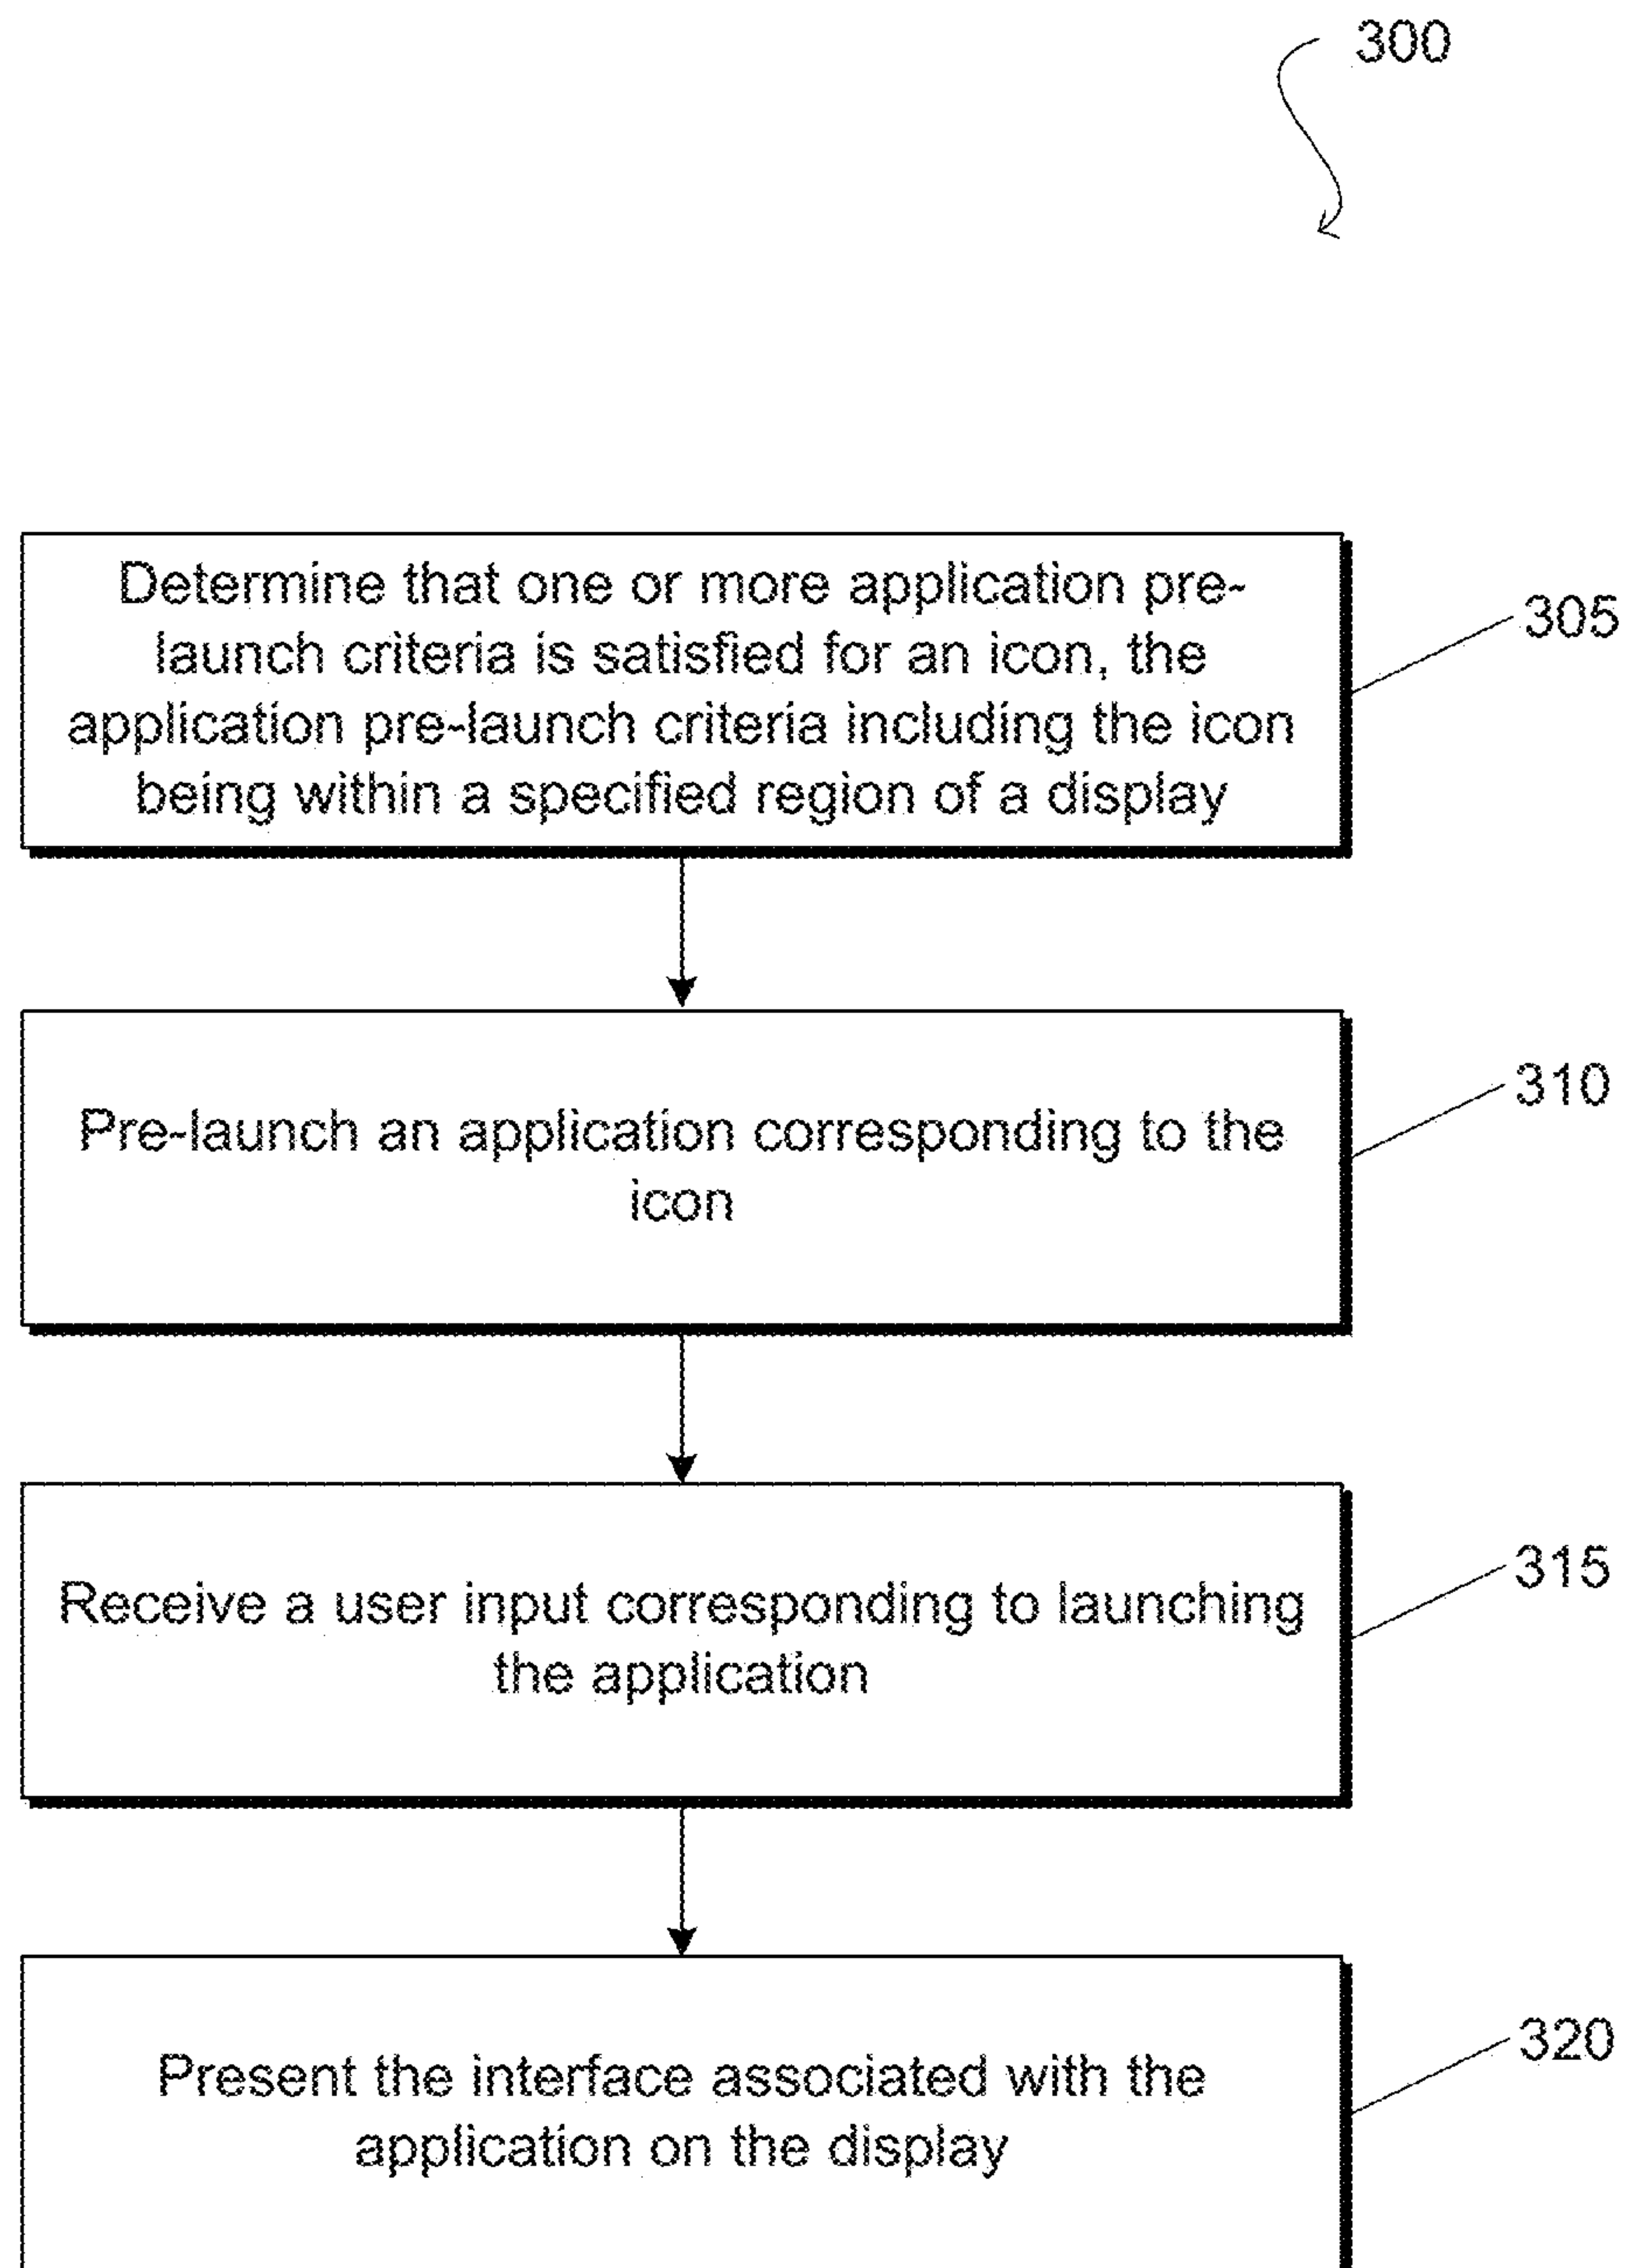 300
Determine that one or more application pre-
launch criteria is satisfied for an icon, the
application pre-launch criteria including the icon
being within a specified region of a display
305
Pre-launch an application corresponding to the
icon
310
Receive a user input corresponding to launching
the application
315
Present the interface associated with the
application on the display
320